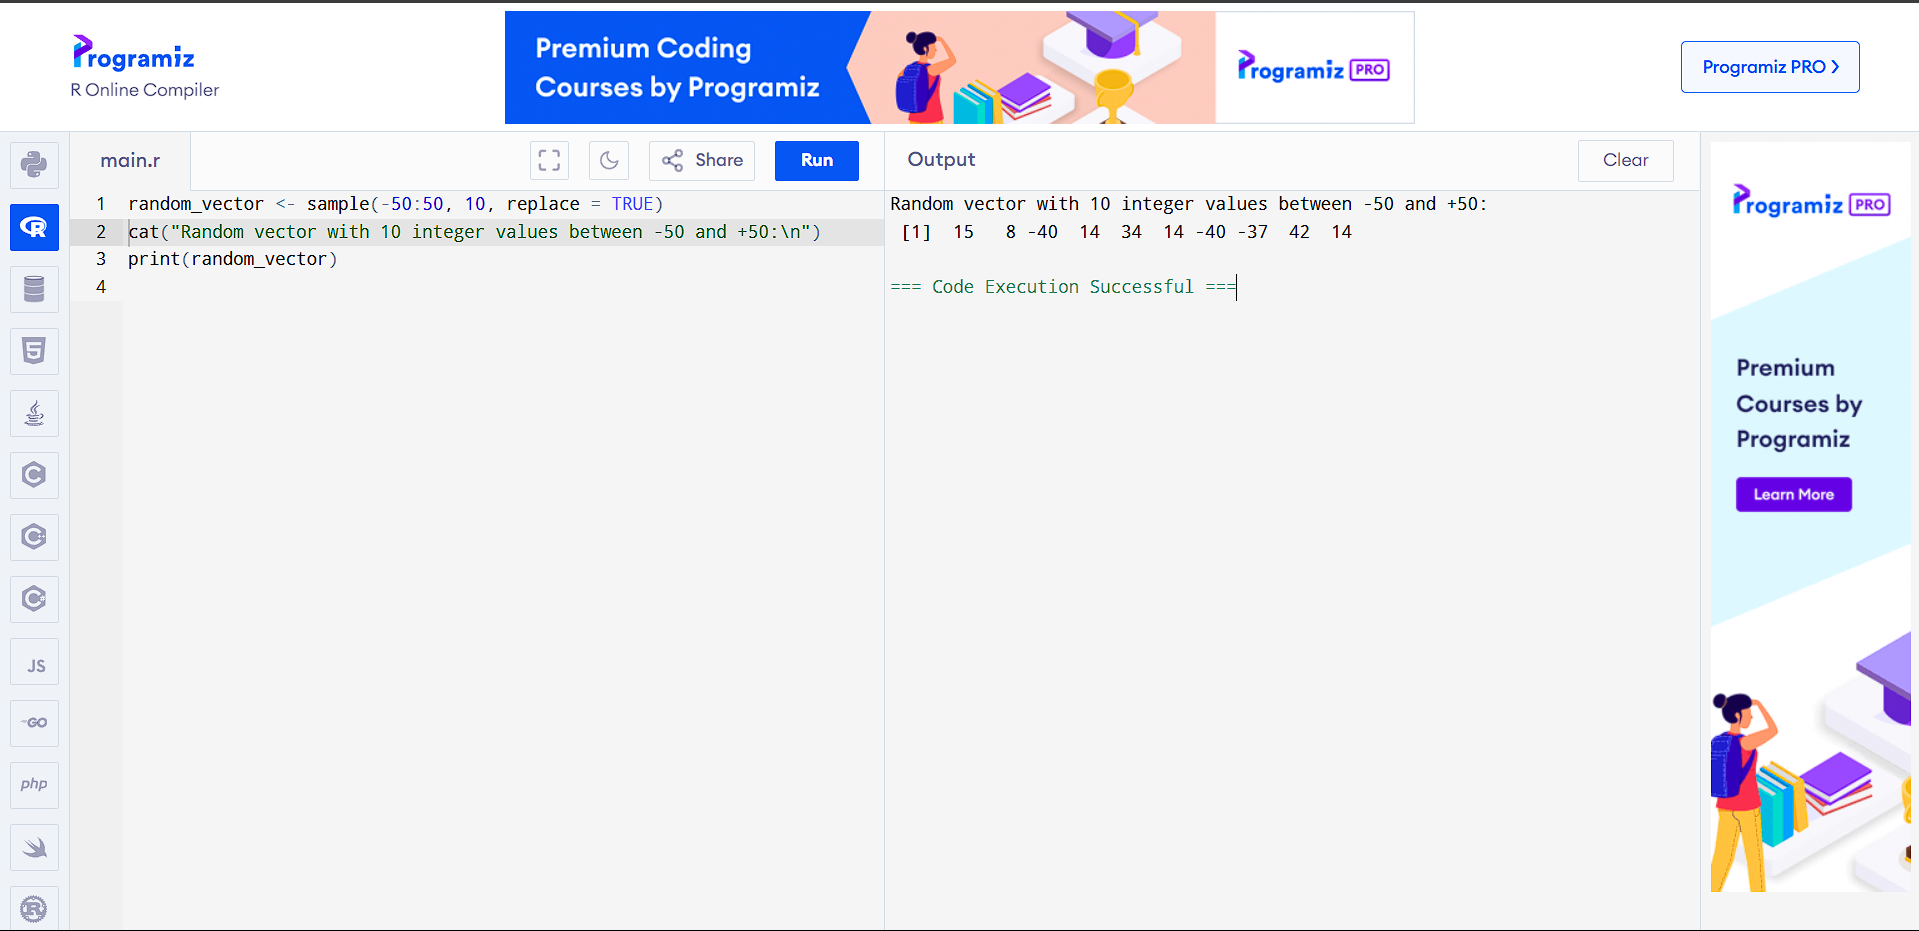 Programiz
R Online Compiler
Premium Coding
Courses by Programiz
Programiz PRO
Programiz PRO
main.r
Share
Run
Output
Clear
1 random_vector <- sample(-50:50, 10, replace = TRUE)
2 cat("Random vector with 10 integer values between -50 and +50:\n")
3 print(random_vector)
4
Random vector with 10 integer values between -50 and +50:
[1]  15   8 -40  14  34  14 -40 -37  42  14
=== Code Execution Successful ===
JS
GO
php
Programiz PRO
Premium
Courses by
Programiz
Learn More